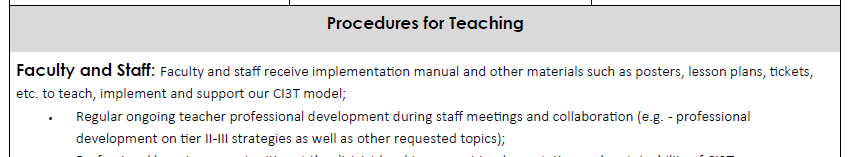 Procedures for Teaching
Faculty and Staff: Faculty and staff receive implementation manual and other materials such as posters, lesson plans, tickets,
etc. to teach, implement and support our CI3T model;
• Regular ongoing teacher professional development during staff meetings and collaboration (e.g. - professional
development on tier II-III strategies as well as other requested topics);